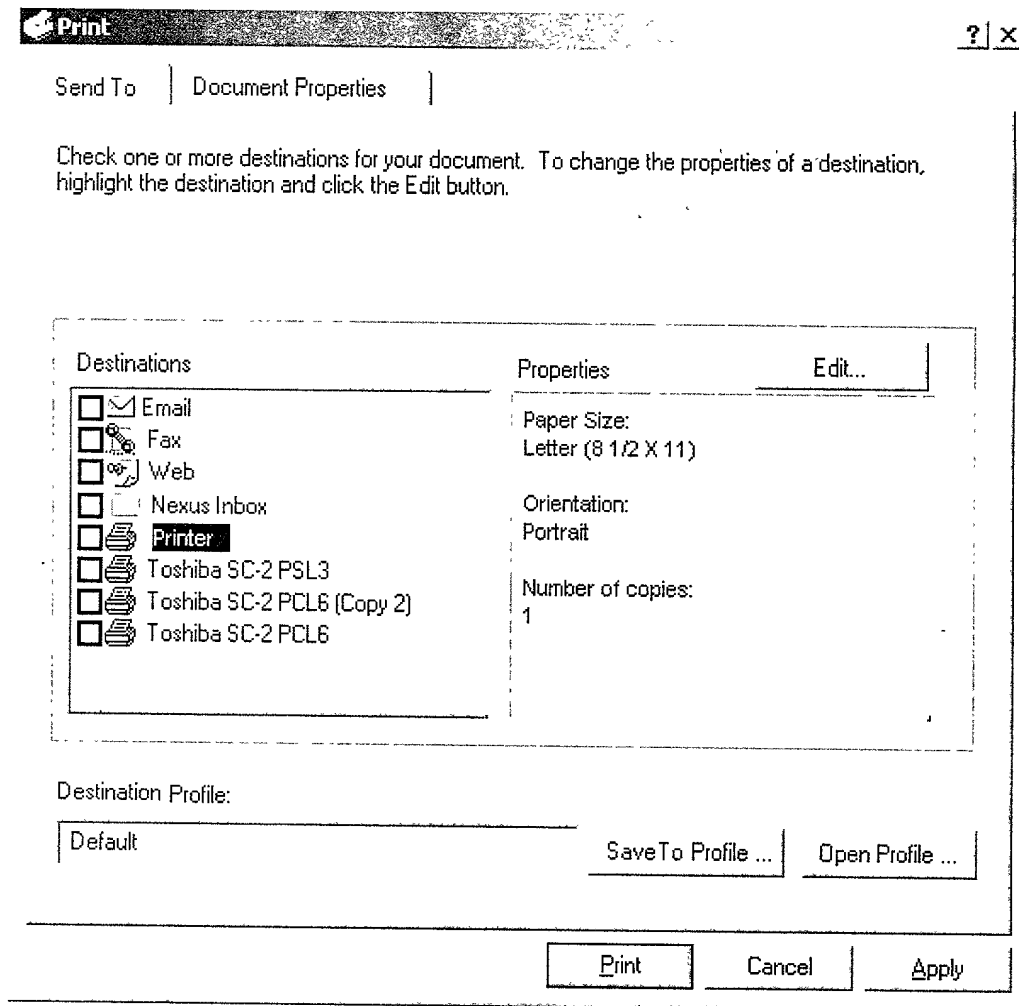 Print
? X
Send To
Document Properties
Check one or more destinations for your document. To change the properties of a destination,
highlight the destination and click the Edit button.
Destinations
Email
Fax
Web
Nexus Inbox
Printer
Toshiba SC-2 PSL3
Toshiba SC-2 PCL6 (Copy 2)
Toshiba SC-2 PCL6
Properties
Edit...
Paper Size:
Letter (8 1/2 X 11)
Orientation:
Portrait
Number of copies:
1
Destination Profile:
Default
SaveTo Profile ...
Open Profile ...
Print
Cancel
Apply